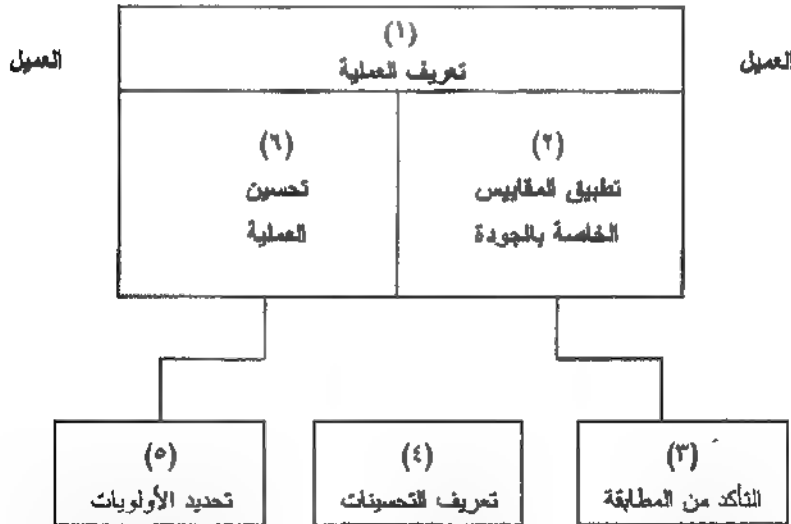 (١)
تعريف العملية
العميل
العميل
(٢)
تطبيق المقاييس
الخاصة بالجودة
(٦)
تحسين
العملية
(٣)
التأكد من المطابقة
(٤)
تعريف التحسينات
(٥)
تحديد الأولويات